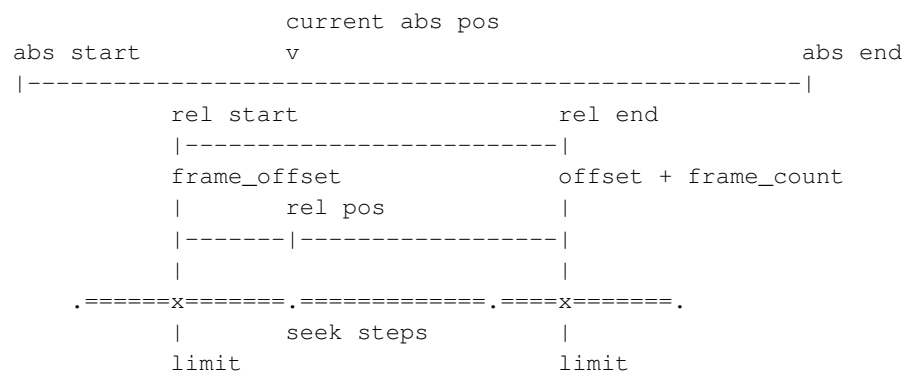 current abs pos
abs start v abs end
|-----------------------------------------------------|
rel start rel end
|--------------------------|
frame_offset offset + frame_count
| rel pos |
|-------|------------------|
| |
.======x=======.=============.====x=======.
| seek steps |
limit limit